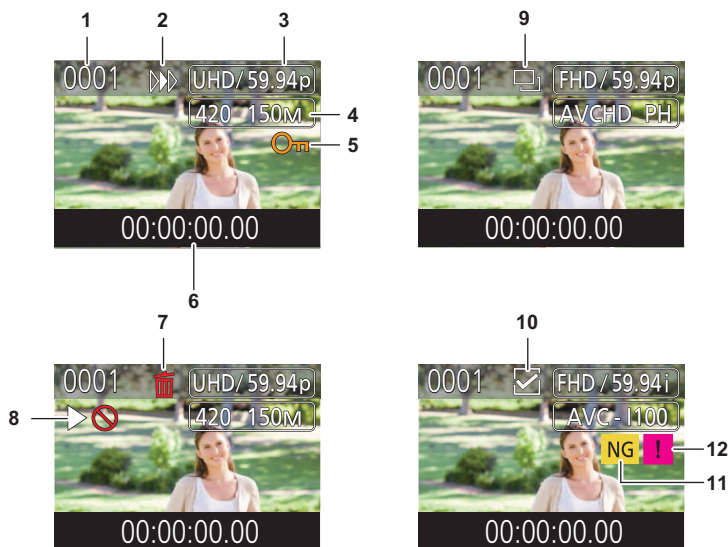 1 2 3
0001 UHD/59.94p
420 150M 4
5
00:00:00.00
6
9
0001 FHD/59.94p
AVCHD PH
00:00:00.00
7
0001 UHD/59.94p
8 420 150M
00:00:00.00
10
0001 FHD/59.94i
AVC-I100
NG ! 12
11
00:00:00.00